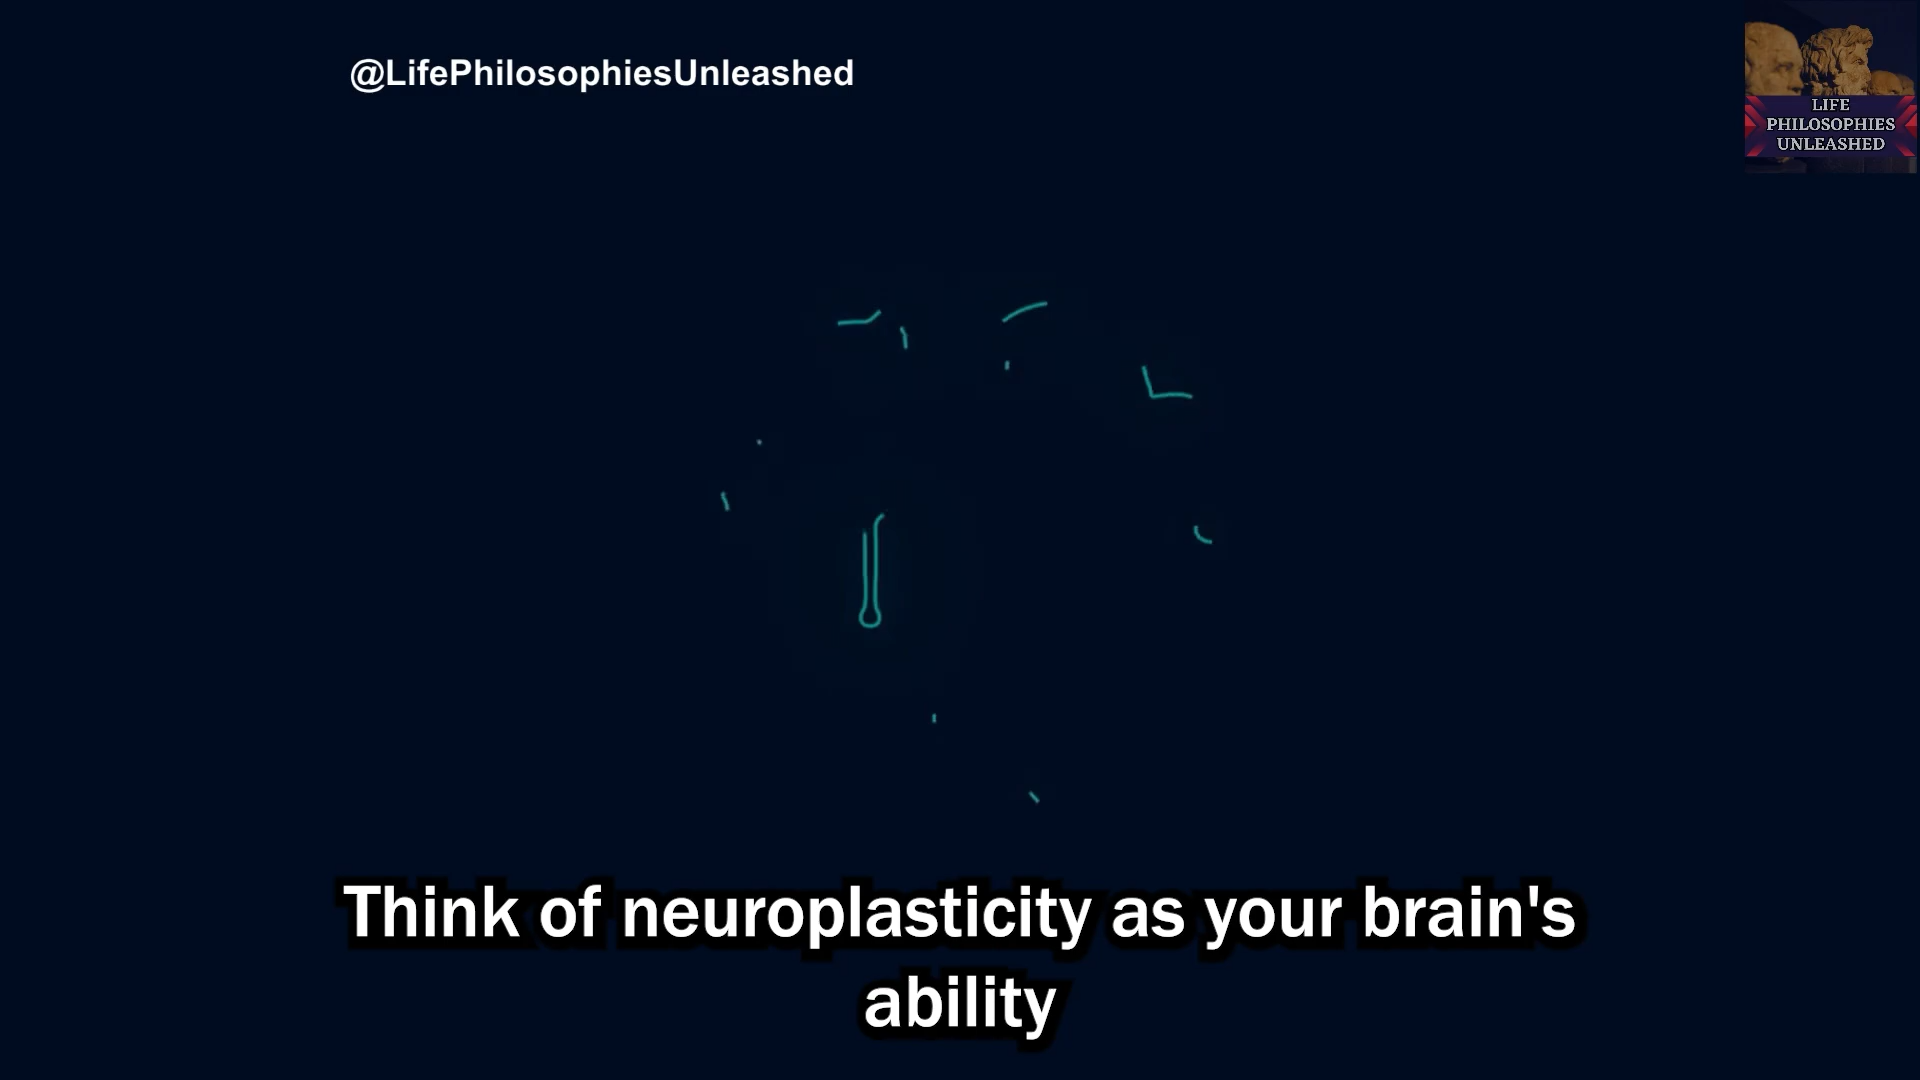 @LifePhilosophiesUnleashed
LIFE
PHILOSOPHIES
UNLEASHED
Think of neuroplasticity as your brain's
ability